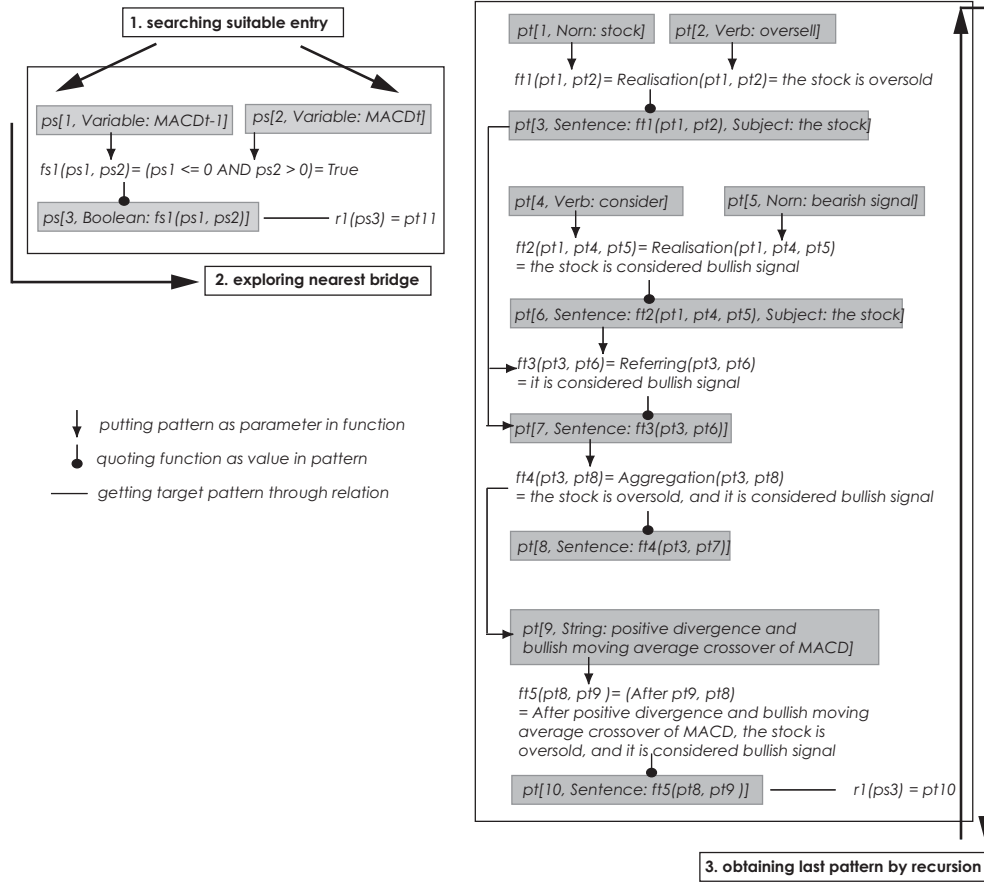 1. searching suitable entry
ps[1, Variable: MACDt-1]
ps[2, Variable: MACDt]
fs1(ps1, ps2)= (ps1 <= 0 AND ps2 > 0)= True
ps[3, Boolean: fs1(ps1, ps2)]
r1(ps3) = pt11
2. exploring nearest bridge
putting pattern as parameter in function
quoting function as value in pattern
getting target pattern through relation
pt[1, Norn: stock]
pt[2, Verb: oversell]
ft1(pt1, pt2)= Realisation(pt1, pt2)= the stock is oversold
pt[3, Sentence: ft1(pt1, pt2), Subject: the stock]
pt[4, Verb: consider]
pt[5, Norn: bearish signal]
ft2(pt1, pt4, pt5)= Realisation(pt1, pt4, pt5)
= the stock is considered bullish signal
pt[6, Sentence: ft2(pt1, pt4, pt5), Subject: the stock]
ft3(pt3, pt6)= Referring(pt3, pt6)
= it is considered bullish signal
pt[7, Sentence: ft3(pt3, pt6)]
ft4(pt3, pt8)= Aggregation(pt3, pt8)
= the stock is oversold, and it is considered bullish signal
pt[8, Sentence: ft4(pt3, pt7)]
pt[9, String: positive divergence and
bullish moving average crossover of MACD]
ft5(pt8, pt9 )= (After pt9, pt8)
= After positive divergence and bullish moving
average crossover of MACD, the stock is
oversold, and it is considered bullish signal
pt[10, Sentence: ft5(pt8, pt9 )]
r1(ps3) = pt10
3. obtaining last pattern by recursion